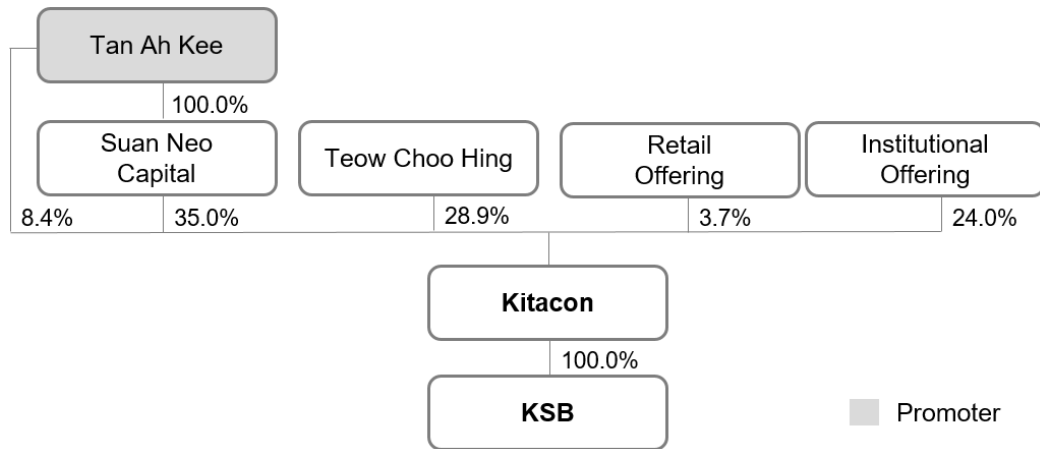 Tan Ah Kee
100.0%
Suan Neo
Capital
Teow Choo Hing
Retail
Offering
Institutional
Offering
8.4%
35.0%
28.9%
3.7%
24.0%
Kitacon
100.0%
KSB
Promoter